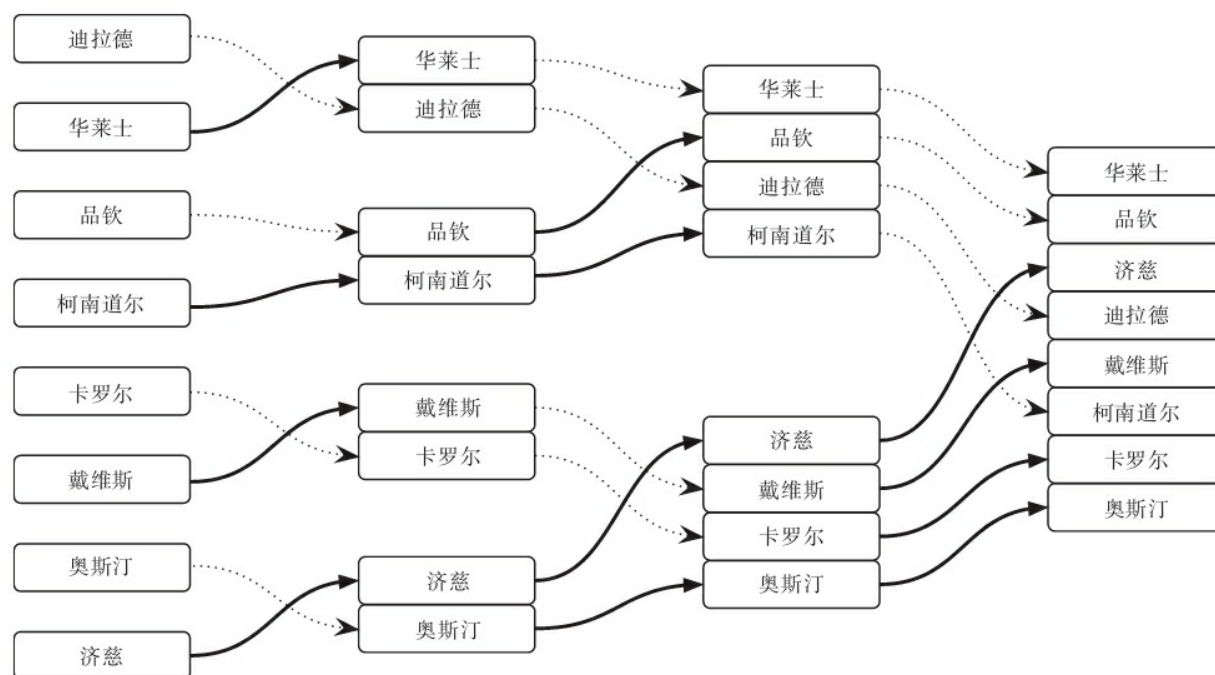 迪拉德
华莱士
品钦
柯南道尔
卡罗尔
戴维斯
奥斯汀
济慈
华莱士
迪拉德
品钦
柯南道尔
戴维斯
卡罗尔
济慈
奥斯汀
华莱士
品钦
迪拉德
柯南道尔
济慈
戴维斯
卡罗尔
奥斯汀
华莱士
品钦
济慈
迪拉德
戴维斯
柯南道尔
卡罗尔
奥斯汀